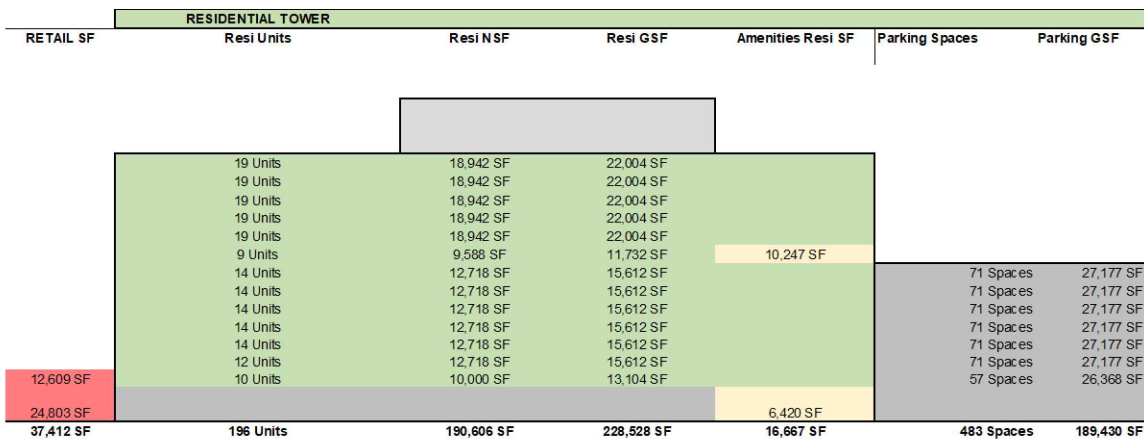 RESIDENTIAL TOWER
RETAIL SF Resi Units Resi NSF Resi GSF Amenities Resi SF Parking Spaces Parking GSF
19 Units 18,942 SF 22,004 SF
19 Units 18,942 SF 22,004 SF
19 Units 18,942 SF 22,004 SF
19 Units 18,942 SF 22,004 SF
19 Units 18,942 SF 22,004 SF
9 Units 9,588 SF 11,732 SF 10,247 SF
14 Units 12,718 SF 15,612 SF 71 Spaces 27,177 SF
14 Units 12,718 SF 15,612 SF 71 Spaces 27,177 SF
14 Units 12,718 SF 15,612 SF 71 Spaces 27,177 SF
14 Units 12,718 SF 15,612 SF 71 Spaces 27,177 SF
14 Units 12,718 SF 15,612 SF 71 Spaces 27,177 SF
12 Units 12,718 SF 15,612 SF 71 Spaces 27,177 SF
12,609 SF 10 Units 10,000 SF 13,104 SF 57 Spaces 26,368 SF
24,803 SF 6,420 SF
37,412 SF 196 Units 190,606 SF 228,528 SF 16,667 SF 483 Spaces 189,430 SF